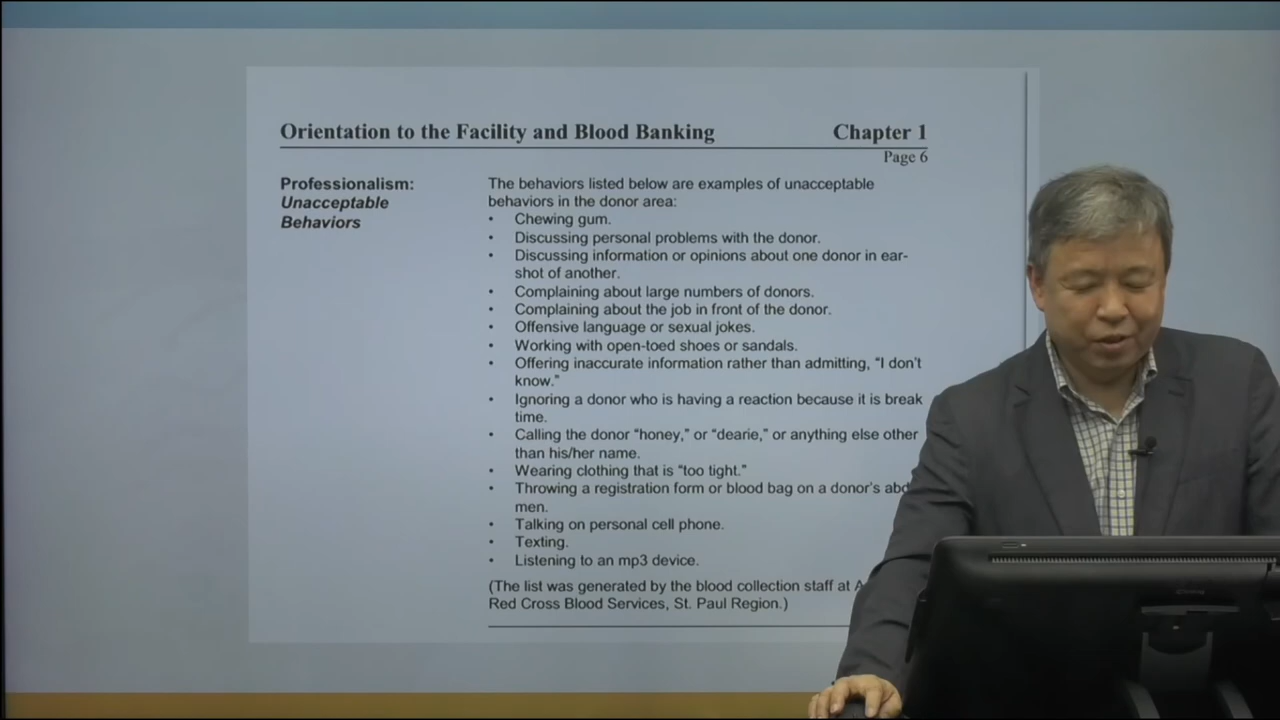 Orientation to the Facility and Blood Banking Chapter 1
Page 6
Professionalism:
Unacceptable
Behaviors
The behaviors listed below are examples of unacceptable
behaviors in the donor area:
• Chewing gum.
• Discussing personal problems with the donor.
• Discussing information or opinions about one donor in ear-
shot of another.
• Complaining about large numbers of donors.
• Complaining about the job in front of the donor.
• Offensive language or sexual jokes.
• Working with open-toed shoes or sandals.
• Offering inaccurate information rather than admitting, “I don’t
know.”
• Ignoring a donor who is having a reaction because it is break
time.
• Calling the donor “honey,” or “dearie,” or anything else other
than his/her name.
• Wearing clothing that is “too tight.”
• Throwing a registration form or blood bag on a donor’s abd
men.
• Talking on personal cell phone.
• Texting.
• Listening to an mp3 device.
(The list was generated by the blood collection staff at A
Red Cross Blood Services, St. Paul Region.)